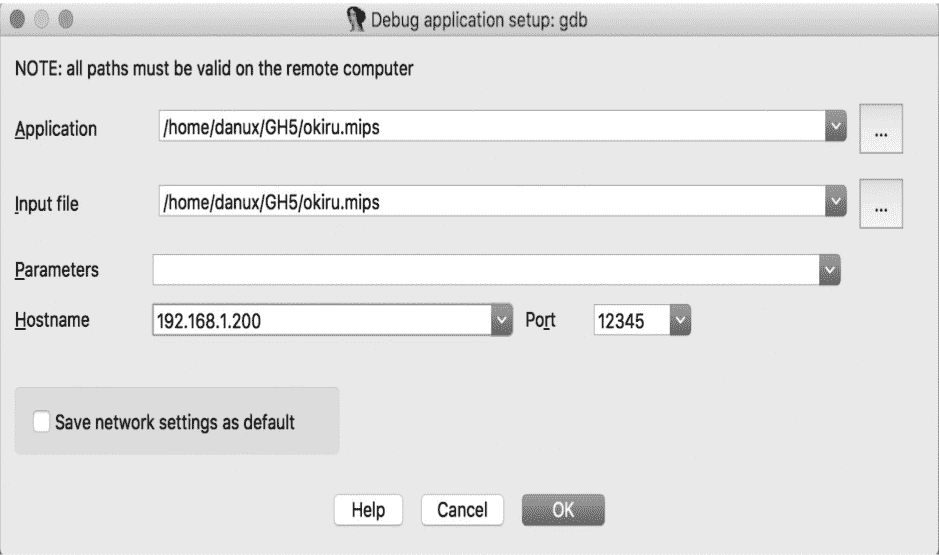 Debug application setup: gdb
NOTE: all paths must be valid on the remote computer
Application /home/danux/GH5/okiru.mips ...
Input file /home/danux/GH5/okiru.mips ...
Parameters
Hostname 192.168.1.200 Port 12345
Save network settings as default
Help Cancel OK